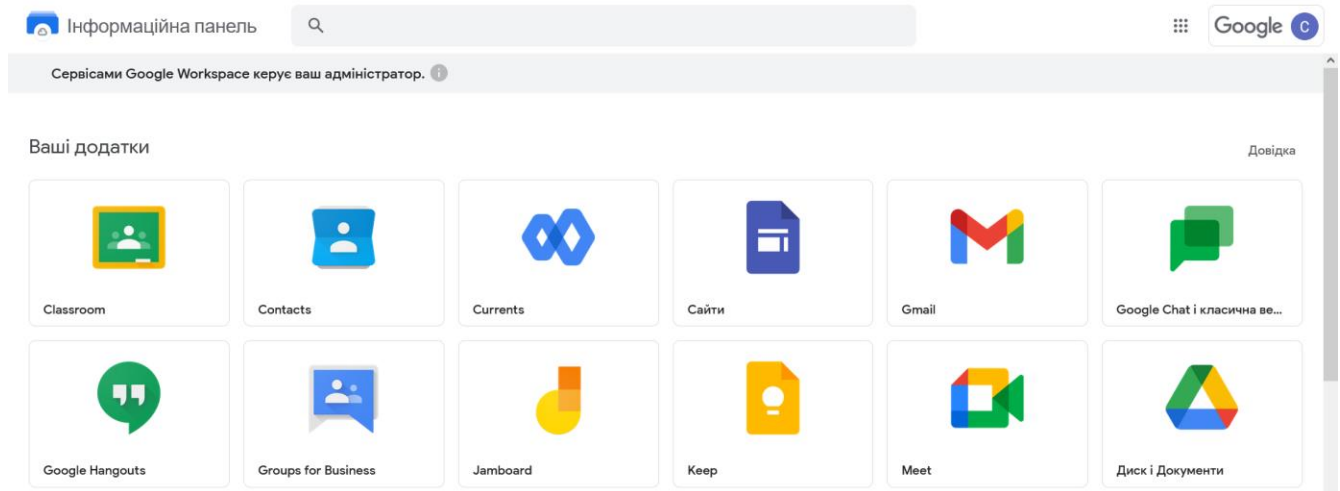 Інформаційна панель
Google C
Сервісами Google Workspace керує ваш адміністратор.
Ваші додатки
Довідка
Classroom
Contacts
Currents
Сайти
Gmail
Google Chat і класична ве...
Google Hangouts
Groups for Business
Jamboard
Keep
Meet
Диск і Документи